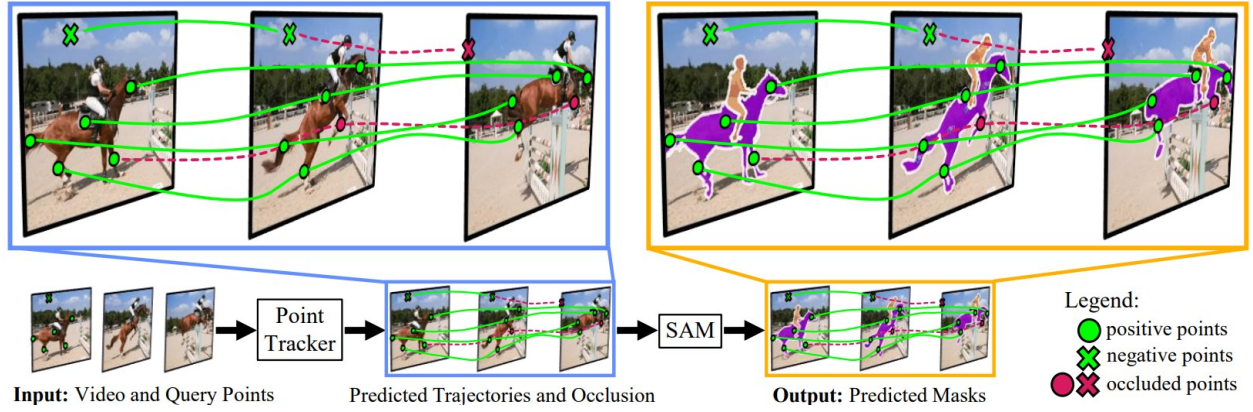 Point
Tracker
SAM
Legend:
positive points
negative points
occluded points
Input: Video and Query Points
Predicted Trajectories and Occlusion
Output: Predicted Masks